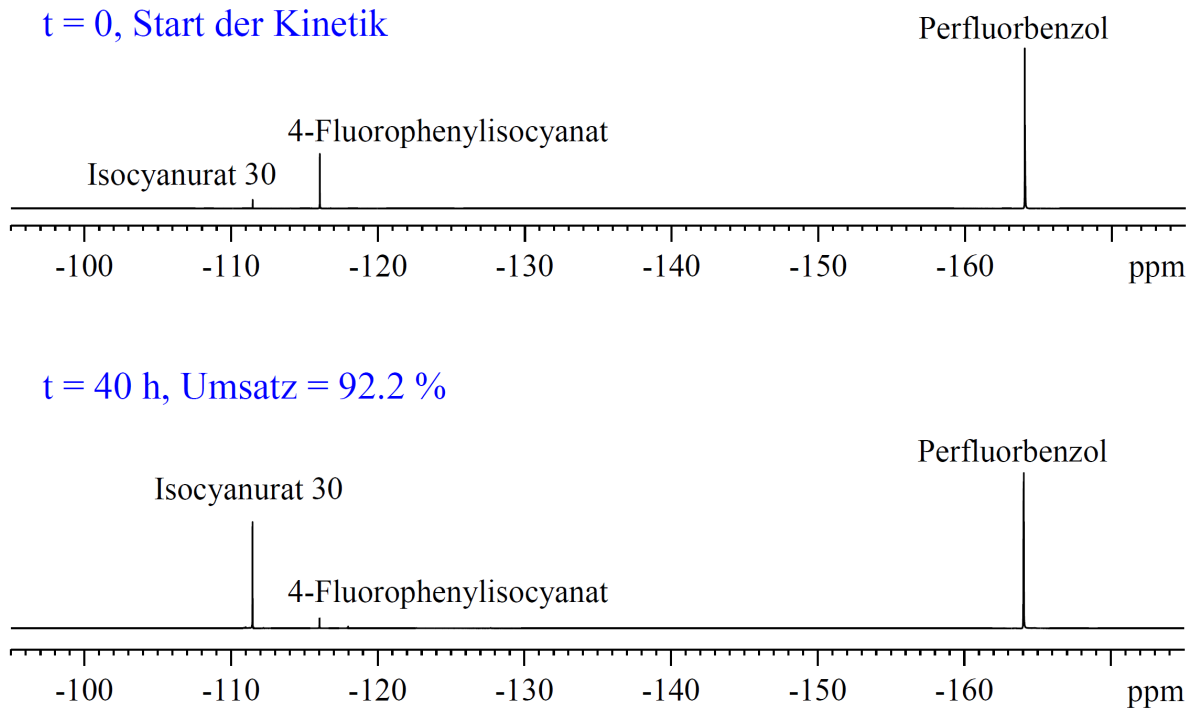 t = 0, Start der Kinetik
Perfluorbenzol
4-Fluorophenylisocyanat
Isocyanurat 30
-100 -110 -120 -130 -140 -150 -160 ppm
t = 40 h, Umsatz = 92.2 %
Perfluorbenzol
Isocyanurat 30
4-Fluorophenylisocyanat
-100 -110 -120 -130 -140 -150 -160 ppm